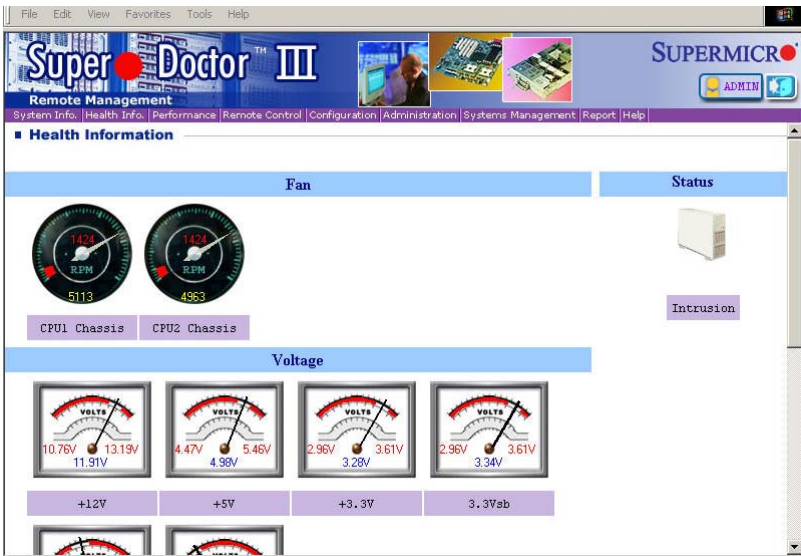 File Edit View Favorites Tools Help
Super Doctor ™ III
SUPERMICRO
ADMIN
Remote Management
System Info. Health Info. Performance Remote Control Configuration Administration Systems Management Report Help
Health Information
Fan
Status
1424
RPM
5113
1424
RPM
4963
CPU1 Chassis
CPU2 Chassis
Intrusion
Voltage
VOLTS
10.76V 13.19V
11.91V
VOLTS
4.47V 5.46V
4.98V
VOLTS
2.96V 3.61V
3.28V
VOLTS
2.96V 3.61V
3.34V
+12V
+5V
+3.3V
3.3Vsb